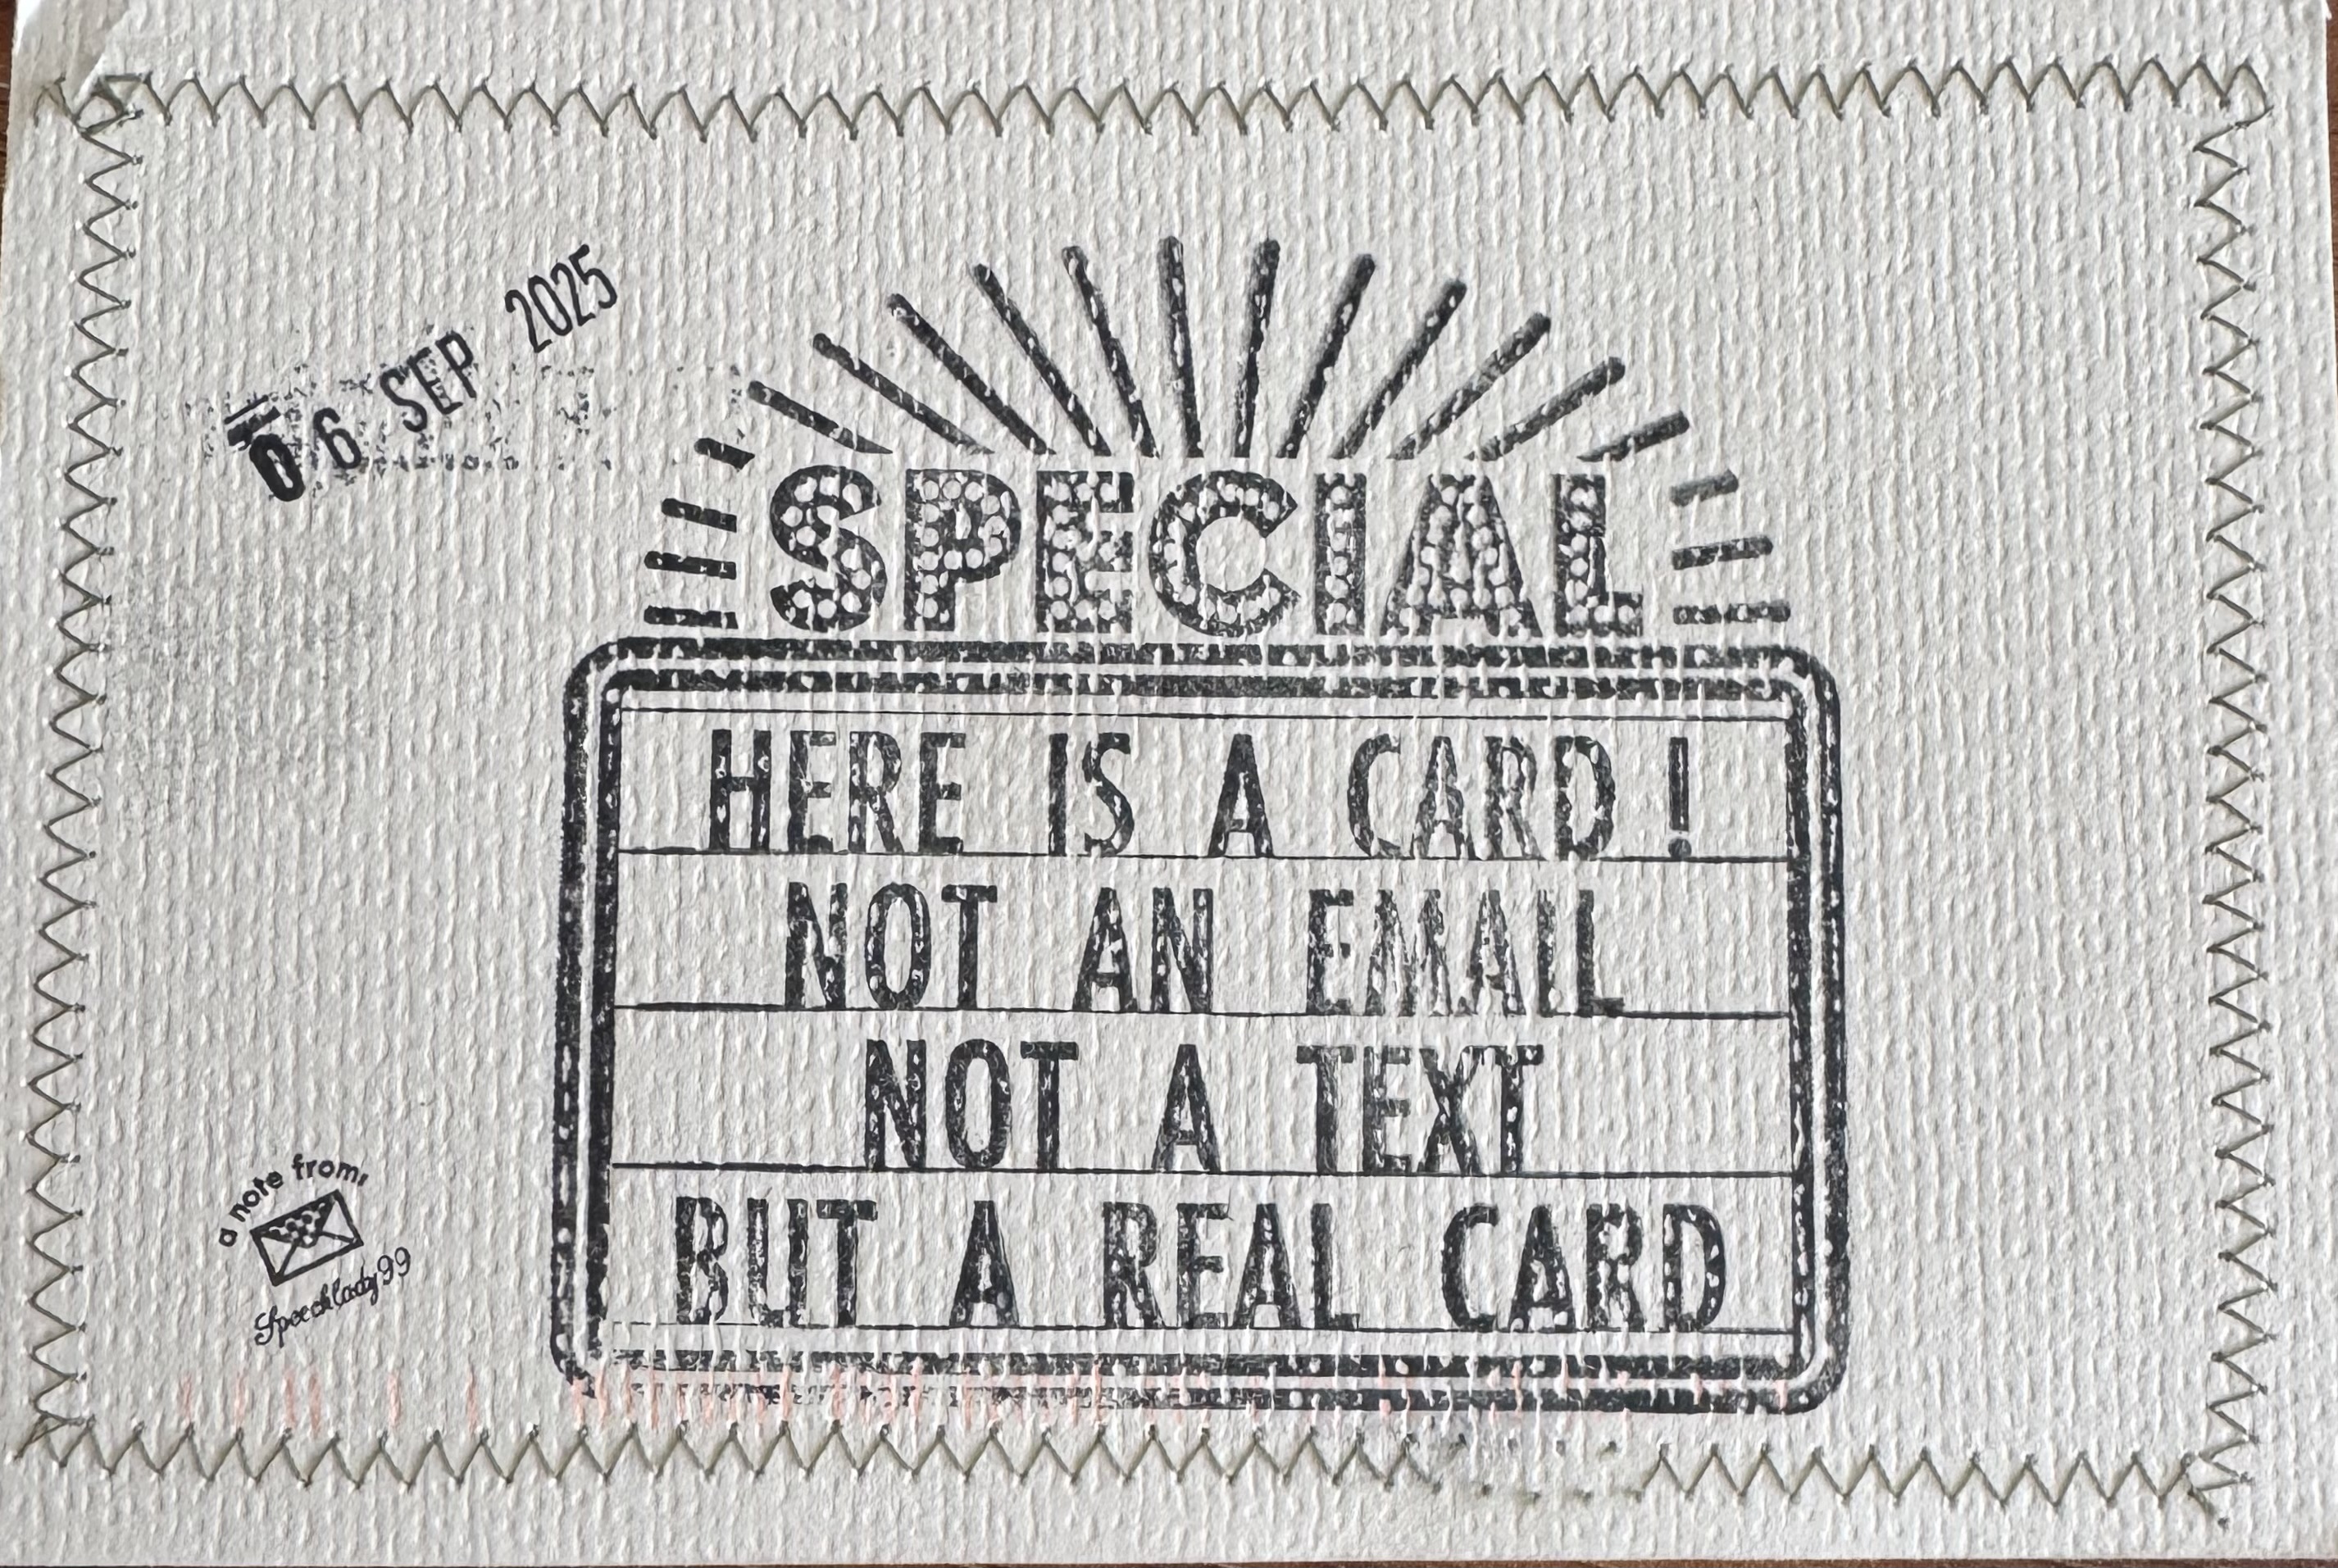 06 SEP 2025
SPECIAL
HERE IS A CARD !
NOT AN EMAIL
NOT A TEXT
BUT A REAL CARD
a note from:
Speechlady99